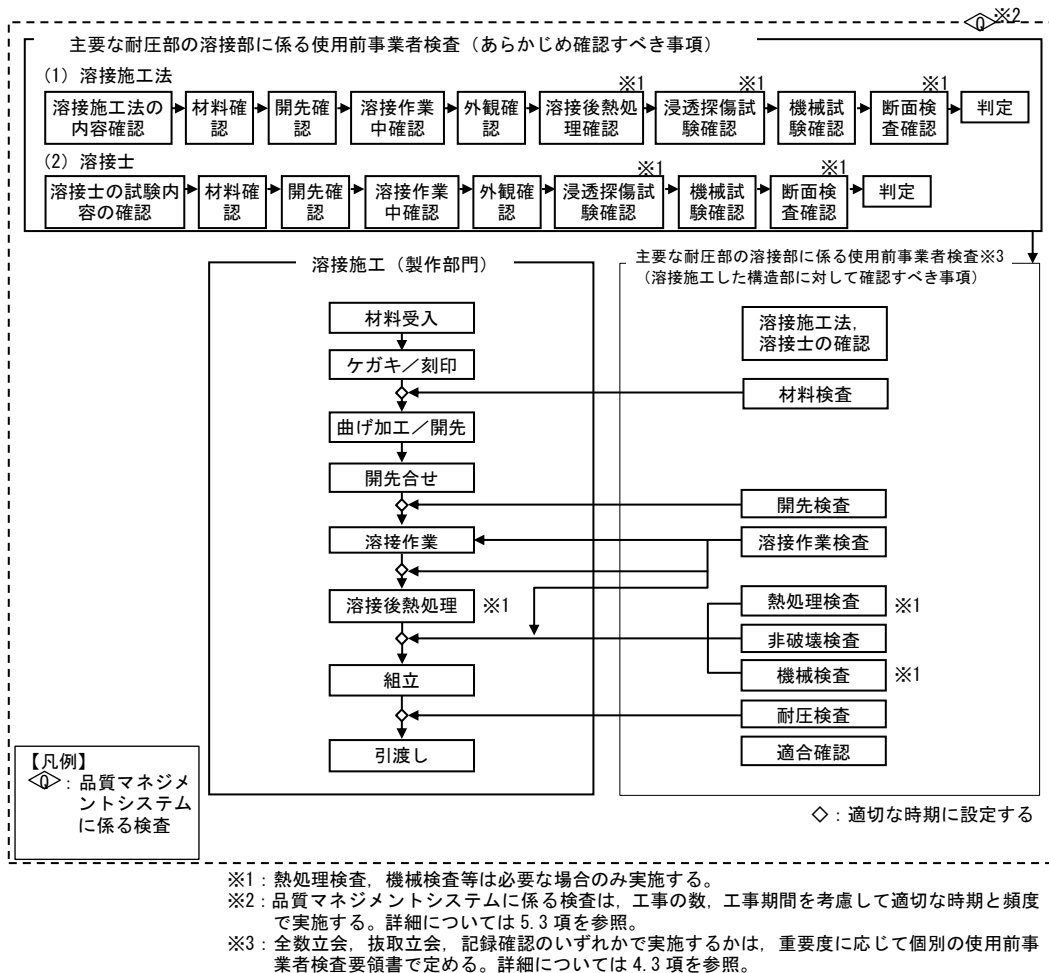 Q ※2
主要な耐圧部の溶接部に係る使用前事業者検査（あらかじめ確認すべき事項）
(1) 溶接施工法
※1 ※1 ※1
溶接施工法の
内容確認
材料確
認
開先確
認
溶接作業
中確認
外観確
認
溶接後熱処
理確認
浸透探傷試
験確認
機械試
験確認
断面検
査確認
判定
(2) 溶接士
※1 ※1
溶接士の試験内
容の確認
材料確
認
開先確
認
溶接作業
中確認
外観確
認
浸透探傷試
験確認
機械試
験確認
断面検
査確認
判定
溶接施工（製作部門）
材料受入
ケガキ／刻印
曲げ加工／開先
開先合せ
溶接作業
溶接後熱処理 ※1
組立
引渡し
主要な耐圧部の溶接部に係る使用前事業者検査※3
（溶接施工した構造部に対して確認すべき事項）
溶接施工法，
溶接士の確認
材料検査
開先検査
溶接作業検査
熱処理検査 ※1
非破壊検査
機械検査 ※1
耐圧検査
適合確認
【凡例】
Q：品質マネジメ
ントシステム
に係る検査
◇：適切な時期に設定する
※1：熱処理検査，機械検査等は必要な場合のみ実施する。
※2：品質マネジメントシステムに係る検査は，工事の数，工事期間を考慮して適切な時期と頻度
で実施する。詳細については 5.3 項を参照。
※3：全数立会，抜取立会，記録確認のいずれかで実施するかは，重要度に応じて個別の使用前事
業者検査要領書で定める。詳細については 4.3 項を参照。